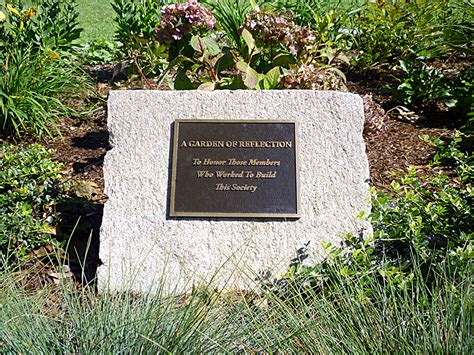 A GARDEN OF REFLECTION
To Honor Those Members
Who Worked To Build
This Society